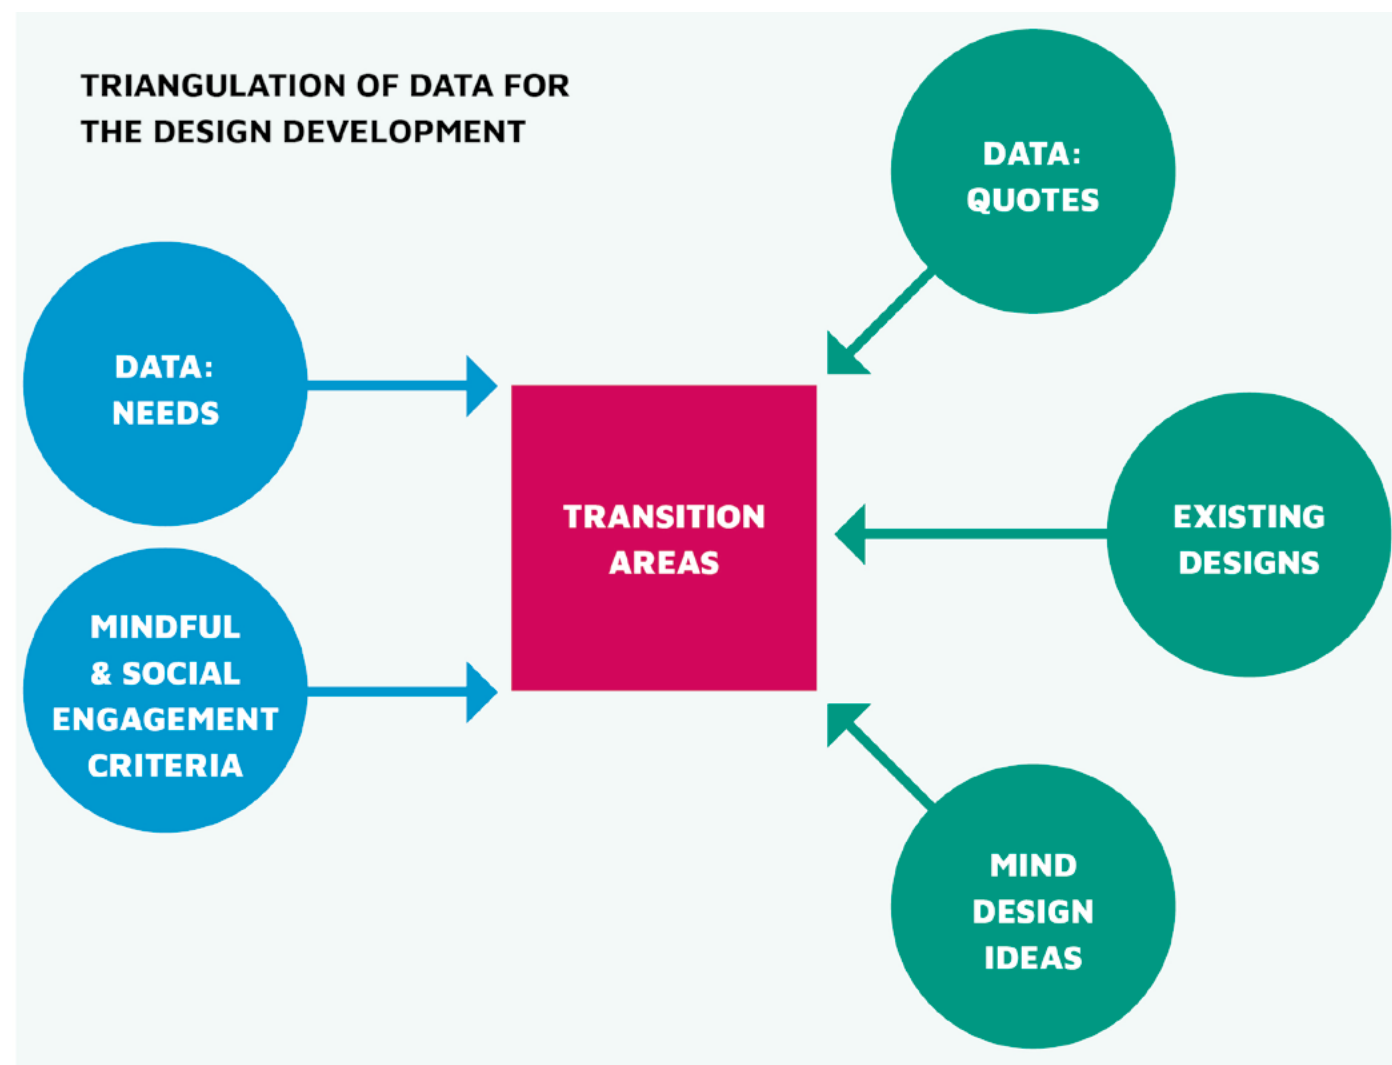 TRIANGULATION OF DATA FOR
THE DESIGN DEVELOPMENT
DATA:
QUOTES
DATA:
NEEDS
TRANSITION
AREAS
EXISTING
DESIGNS
MINDFUL
& SOCIAL
ENGAGEMENT
CRITERIA
MIND
DESIGN
IDEAS